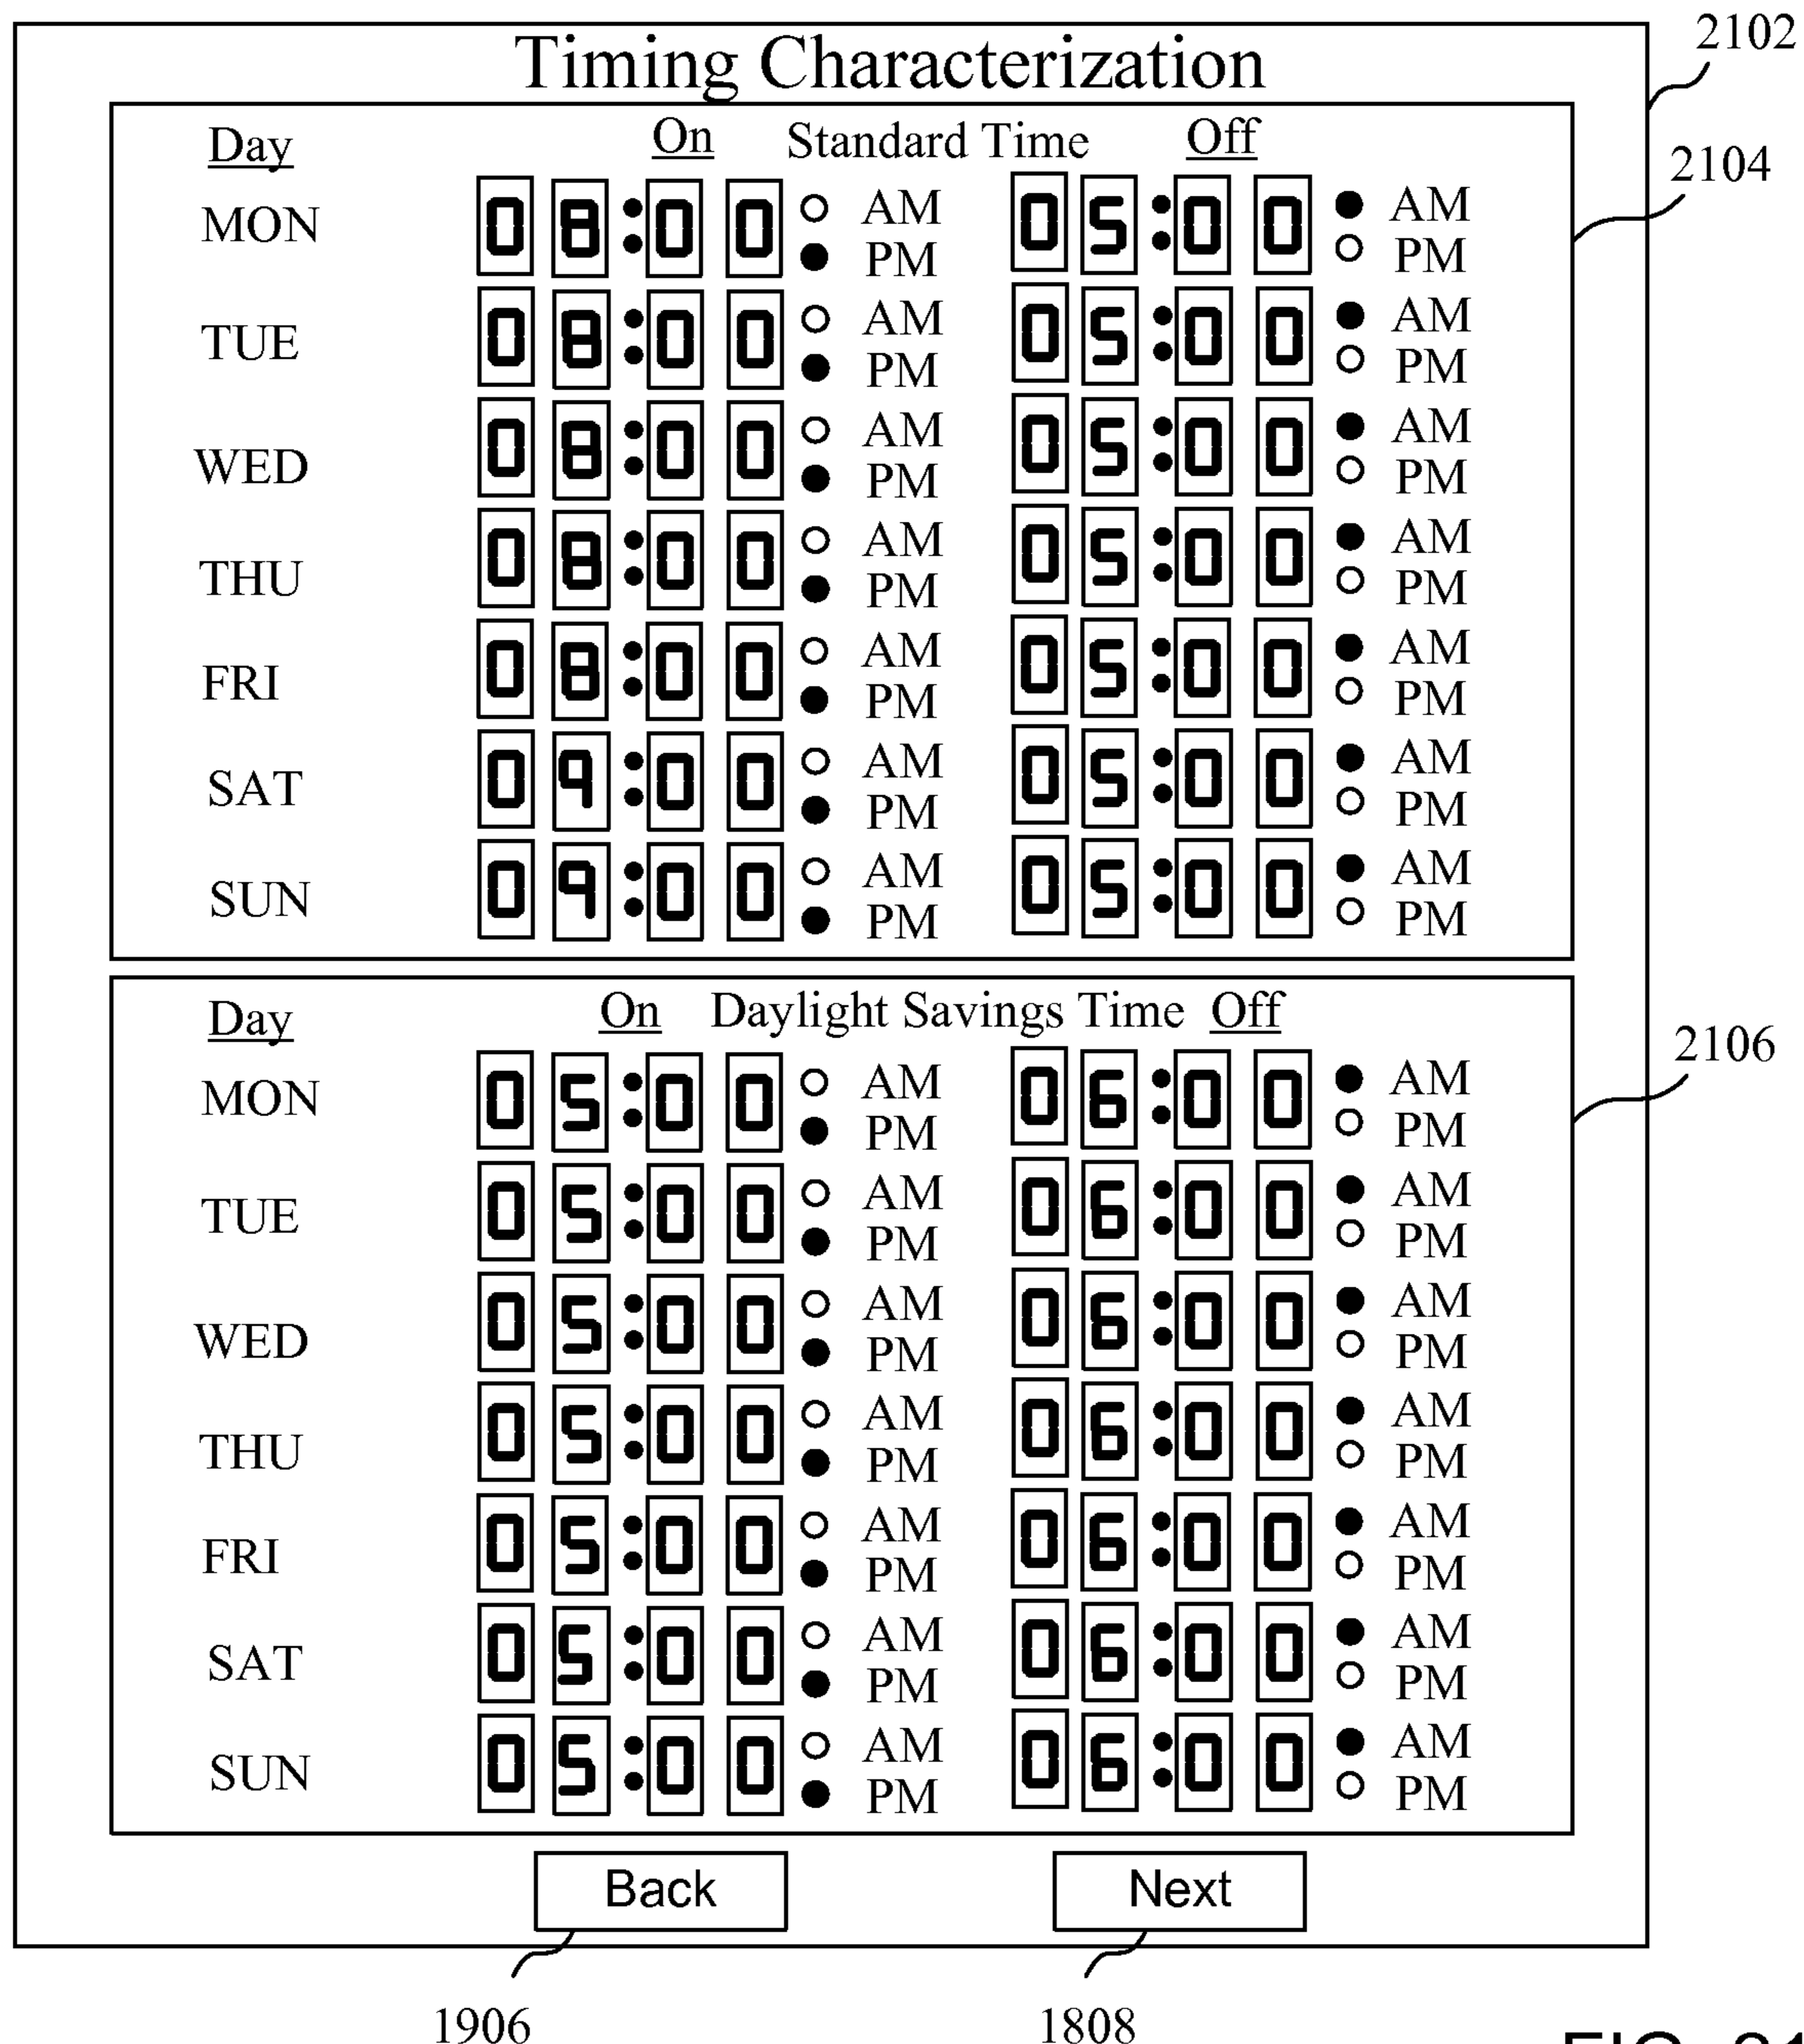 Timing Characterization
2102
Day On Standard Time Off
2104
MON 08:00 AM PM 05:00 AM PM
TUE 08:00 AM PM 05:00 AM PM
WED 08:00 AM PM 05:00 AM PM
THU 08:00 AM PM 05:00 AM PM
FRI 08:00 AM PM 05:00 AM PM
SAT 09:00 AM PM 05:00 AM PM
SUN 09:00 AM PM 05:00 AM PM
Day On Daylight Savings Time Off
2106
MON 05:00 AM PM 06:00 AM PM
TUE 05:00 AM PM 06:00 AM PM
WED 05:00 AM PM 06:00 AM PM
THU 05:00 AM PM 06:00 AM PM
FRI 05:00 AM PM 06:00 AM PM
SAT 05:00 AM PM 06:00 AM PM
SUN 05:00 AM PM 06:00 AM PM
Back Next
1906 1808